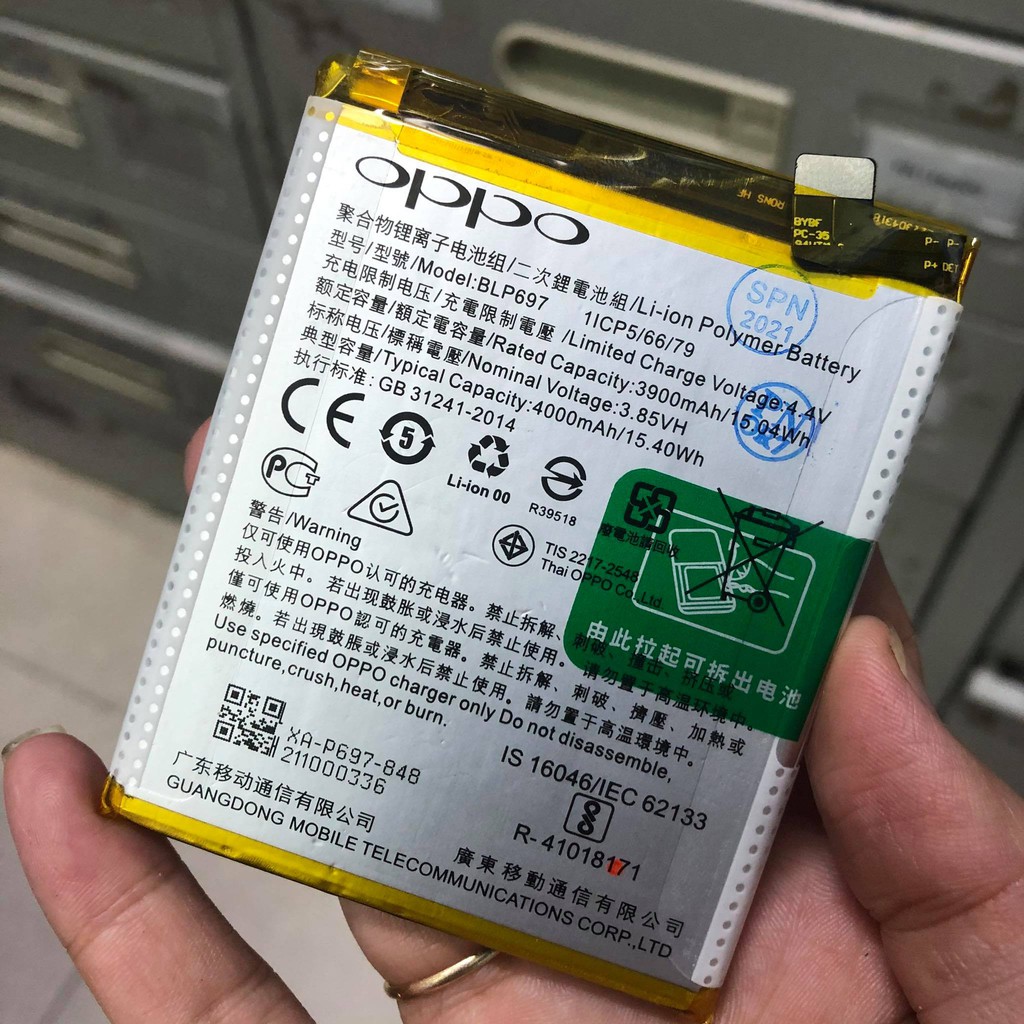 oppo
聚合物锂离子电池组/二次鋰電池組/Li-ion Polymer Battery
型号/型號/Model:BLP697 1ICP5/66/79
充电限制电压/充電限制電壓 /Limited Charge Voltage:4.4V
额定容量/額定電容量/Rated Capacity:3900mAh/15.04Wh
标称电压/標稱電壓/Nominal Voltage:3.85VH
典型容量/Typical Capacity:4000mAh/15.40Wh
执行标准: GB 31241-2014
SPN
2021
RONS HF
BYBF
PC-35
P- P-
P+ DET
CE
5
Li-ion 00
R39518
TIS 2217-2548
Thai OPPO Co.,Ltd
廢電池請回收
由此拉起可拆出电池
警告/Warning
仅可使用OPPO认可的充电器。禁止拆解、刺破、撞击、挤压或
投入火中。若出现鼓胀或浸水后禁止使用。请勿置于高温环境中。
僅可使用OPPO認可的充電器。禁止拆解、刺破、擠壓、加熱或
燃燒。若出現鼓脹或浸水后禁止使用。請勿置于高溫環境中。
Use specified OPPO charger only Do not disassemble,
puncture,crush,heat,or burn.
XA-P697-848
211000336
IS 16046/IEC 62133
R- 41018171
广东移动通信有限公司
廣東移動通信有限公司
GUANGDONG MOBILE TELECOMMUNICATIONS CORP.,LTD